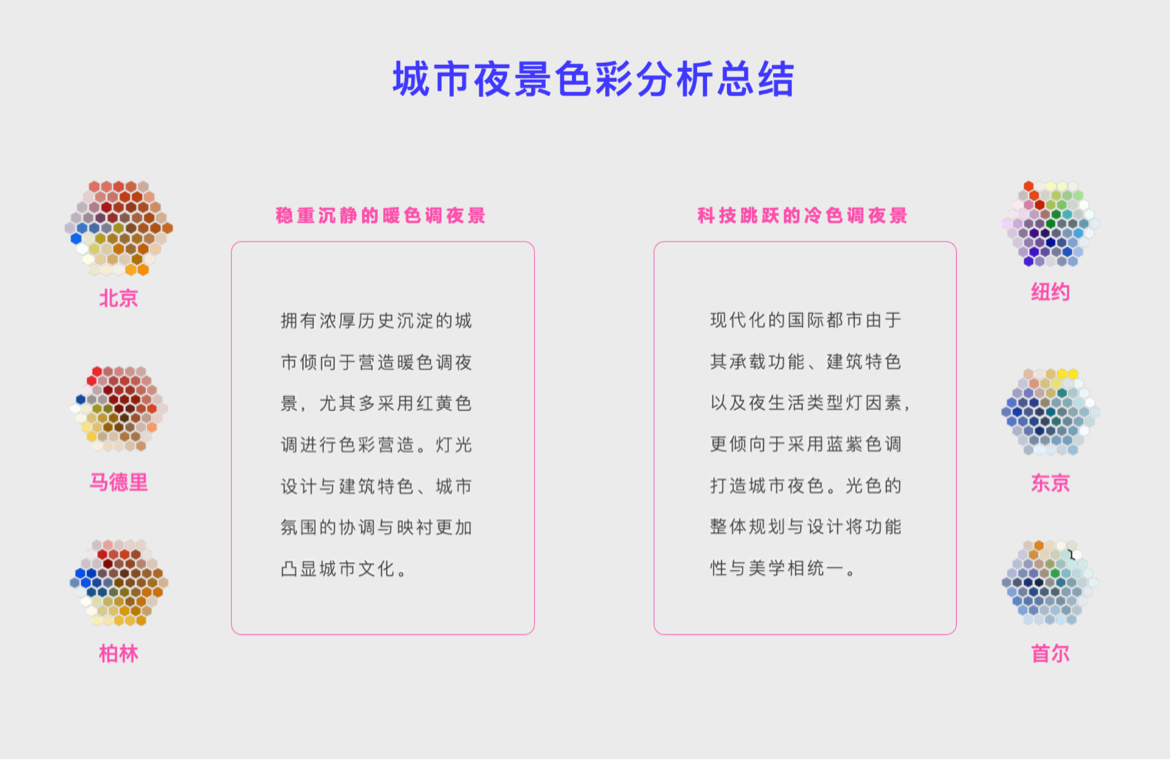 城市夜景色彩分析总结
北京
马德里
柏林
稳重沉静的暖色调夜景
拥有浓厚历史沉淀的城
市倾向于营造暖色调夜
景，尤其多采用红黄色
调进行色彩营造。灯光
设计与建筑特色、城市
氛围的协调与映衬更加
凸显城市文化。
科技跳跃的冷色调夜景
现代化的国际都市由于
其承载功能、建筑特色
以及夜生活类型灯因素，
更倾向于采用蓝紫色调
打造城市夜色。光色的
整体规划与设计将功能
性与美学相统一。
纽约
东京
首尔